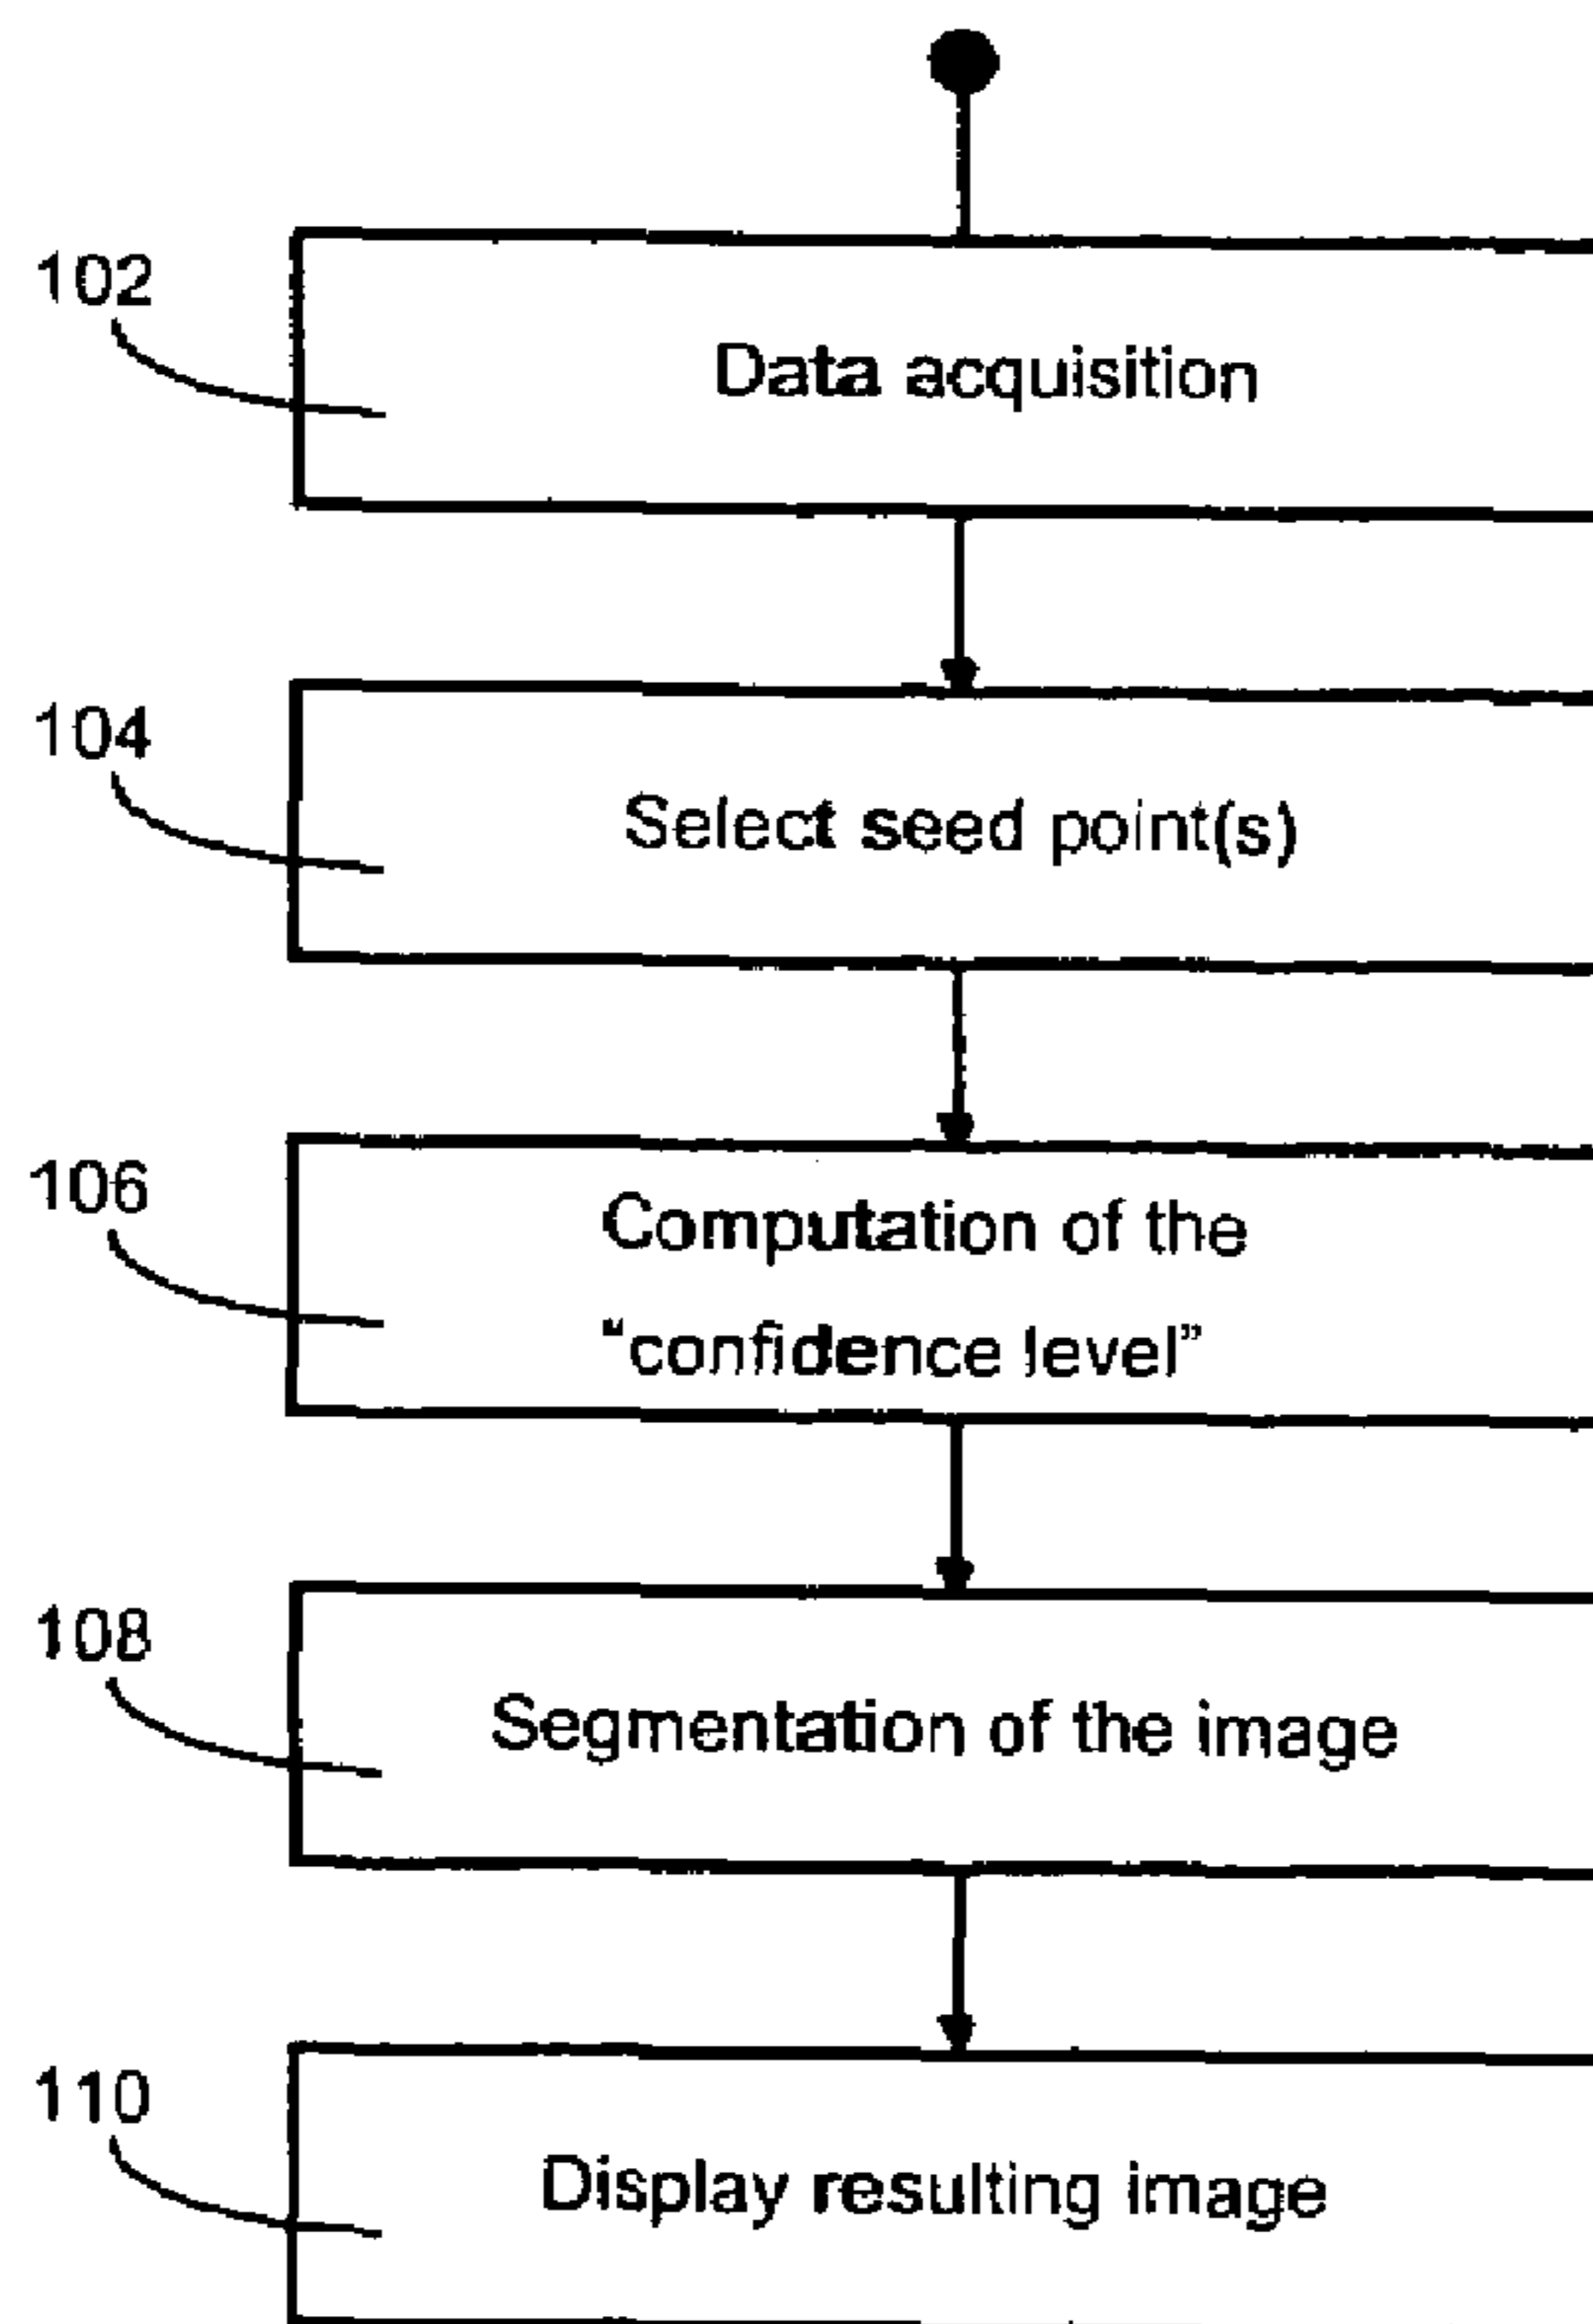 102
Data acquisition
104
Select seed point(s)
106
Computation of the
“confidence level”
108
Segmentation of the image
110
Display resulting image